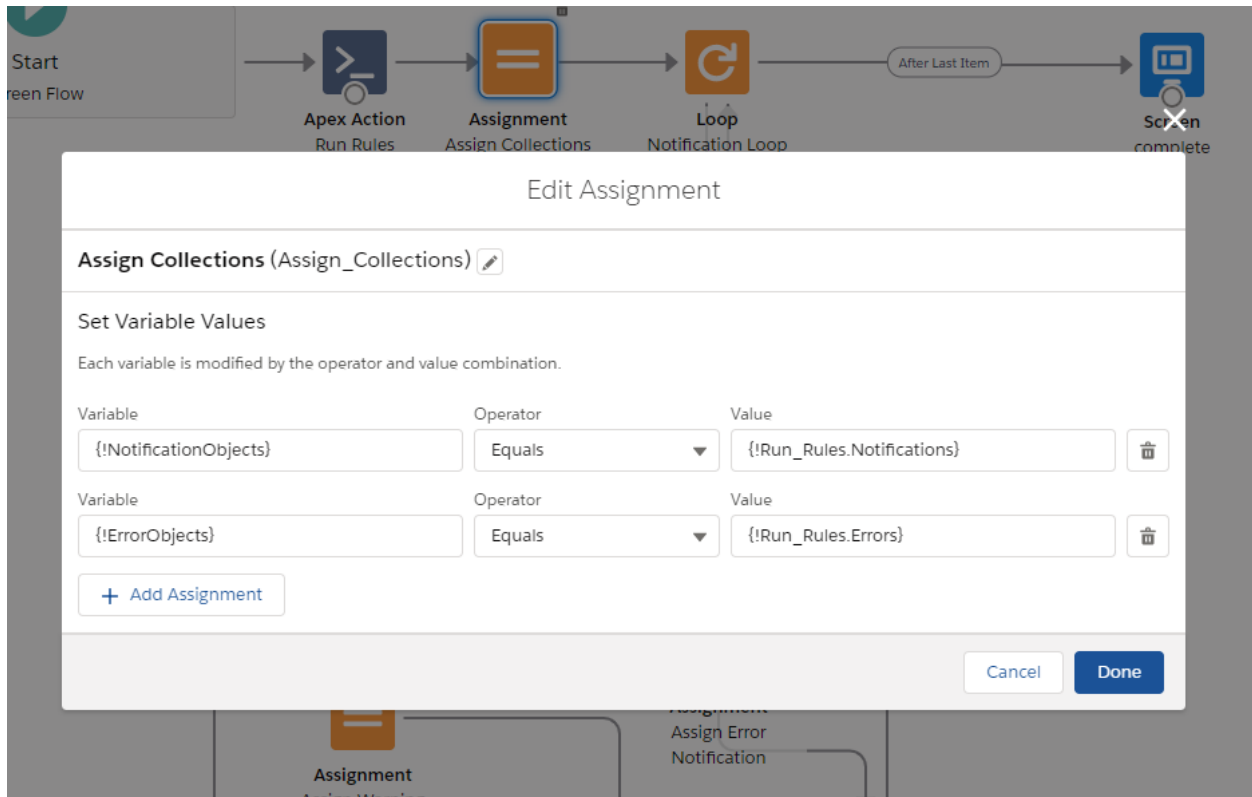 Start
reen Flow
Apex Action
Run Rules
Assignment
Assign Collections
Loop
Notification Loop
After Last Item
Screen
complete
Edit Assignment
Assign Collections (Assign_Collections)
Set Variable Values
Each variable is modified by the operator and value combination.
Variable Operator Value
{!NotificationObjects} Equals {!Run_Rules.Notifications}
Variable Operator Value
{!ErrorObjects} Equals {!Run_Rules.Errors}
+ Add Assignment
Cancel Done
Assignment
Assign Error
Notification
Assignment